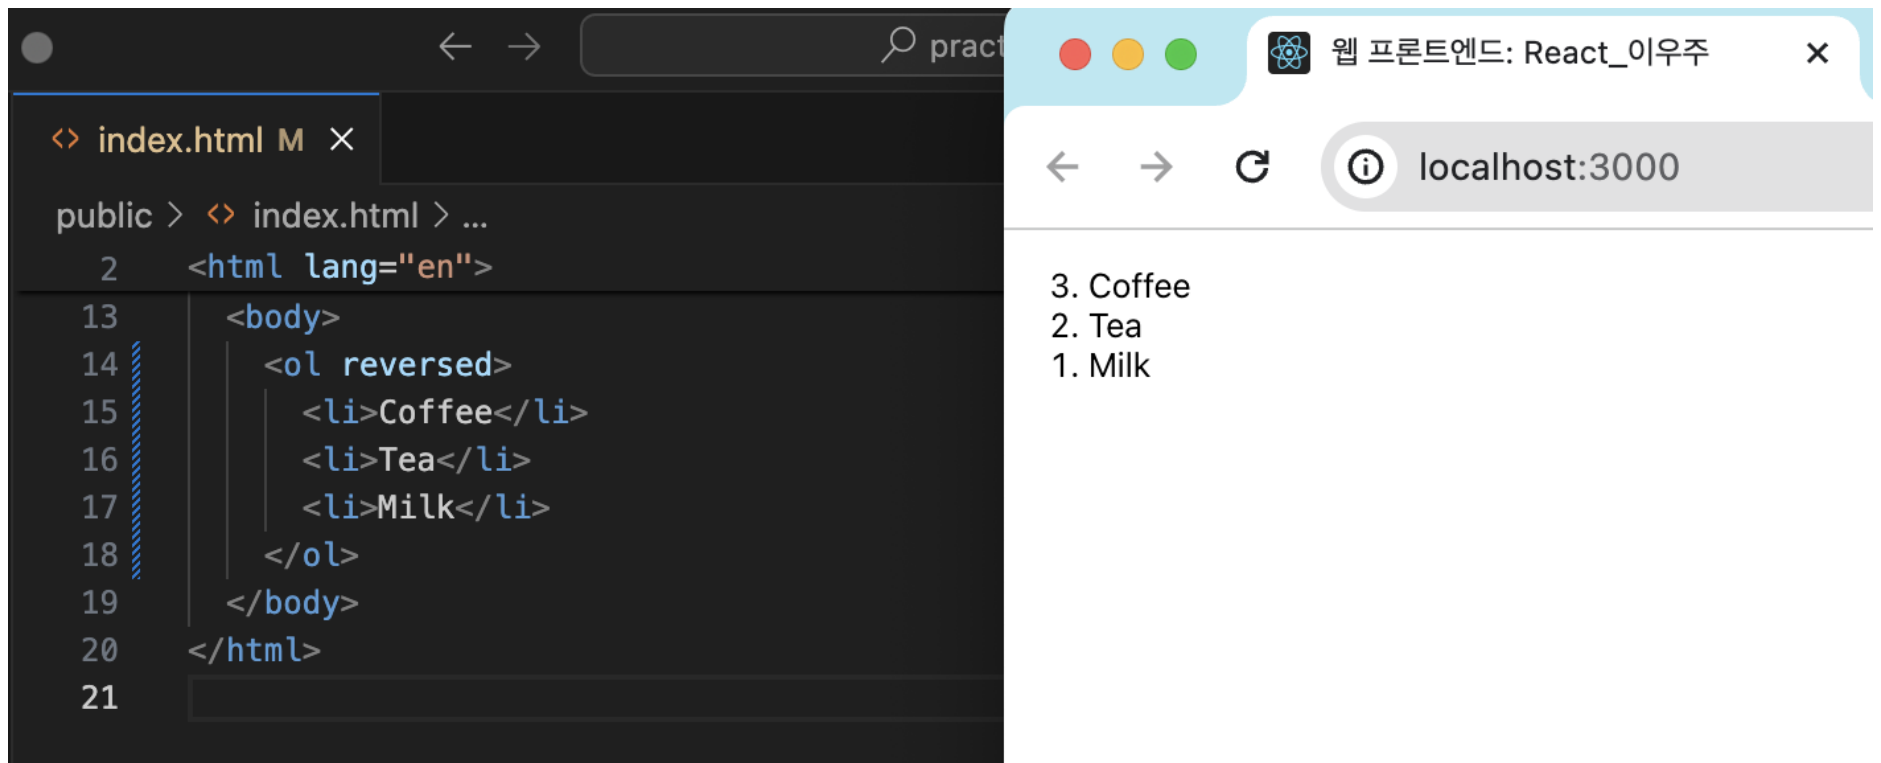 pract
index.html M
public > index.html > ...
2 <html lang="en">
13 <body>
14 <ol reversed>
15 <li>Coffee</li>
16 <li>Tea</li>
17 <li>Milk</li>
18 </ol>
19 </body>
20 </html>
21
웹 프론트엔드: React_이우주
localhost:3000
3. Coffee
2. Tea
1. Milk